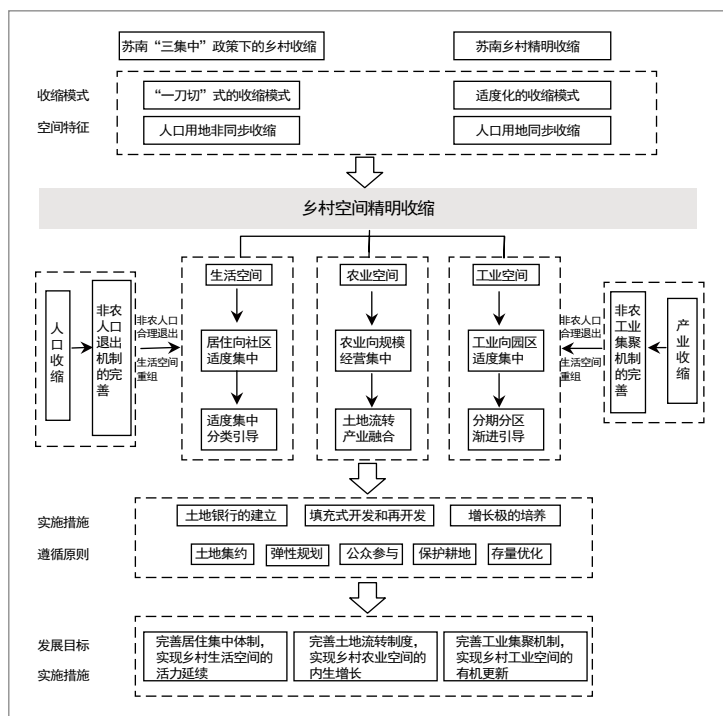 苏南“三集中”政策下的乡村收缩
苏南乡村精明收缩
收缩模式
“一刀切”式的收缩模式
适度化的收缩模式
空间特征
人口用地非同步收缩
人口用地同步收缩
乡村空间精明收缩
生活空间
农业空间
工业空间
人口收缩
非农人口退出机制的完善
非农人口
合理退出
生活空间
重组
居住向社区
适度集中
农业向规模
经营集中
工业向园区
适度集中
适度集中
分类引导
土地流转
产业融合
分期分区
渐进引导
非农人口
合理退出
生活空间
重组
非农工业集聚机制的完善
产业收缩
实施措施
土地银行的建立
填充式开发和再开发
增长极的培养
遵循原则
土地集约
弹性规划
公众参与
保护耕地
存量优化
发展目标
实施措施
完善居住集中体制，
实现乡村生活空间的
活力延续
完善土地流转制度，
实现乡村农业空间的
内生增长
完善工业集聚机制，
实现乡村工业空间的
有机更新